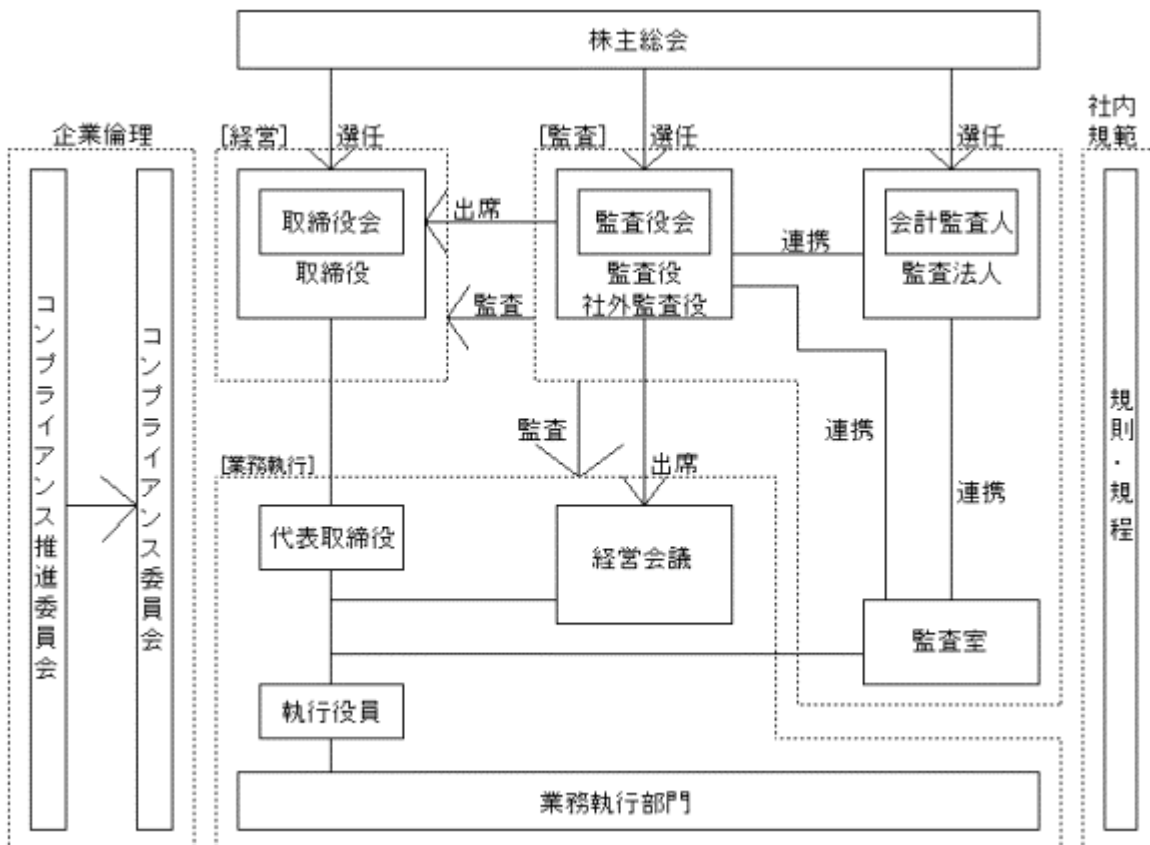 株主総会
企業倫理
[経営]
選任
[監査]
選任
選任
社内
規範
取締役会
取締役
出席
監査役会
監査役
社外監査役
連携
会計監査人
監査法人
監査
コンプライアンス推進委員会
コンプライアンス委員会
規則・規程
監査
連携
[業務執行]
出席
連携
代表取締役
経営会議
監査室
執行役員
業務執行部門